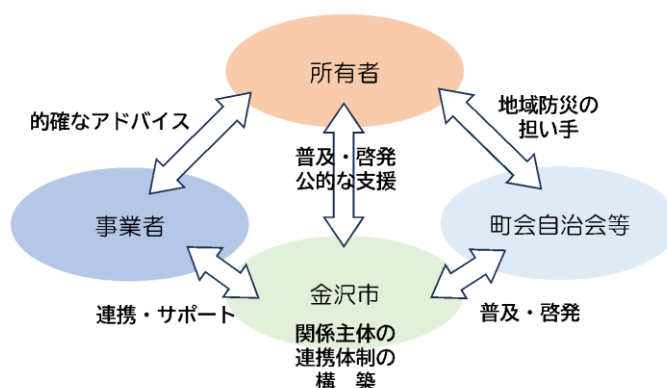 所有者
的確なアドバイス
地域防災の
担い手
普及・啓発
公的な支援
事業者
町会自治会等
金沢市
連携・サポート
普及・啓発
関係主体の
連携体制の
構　築